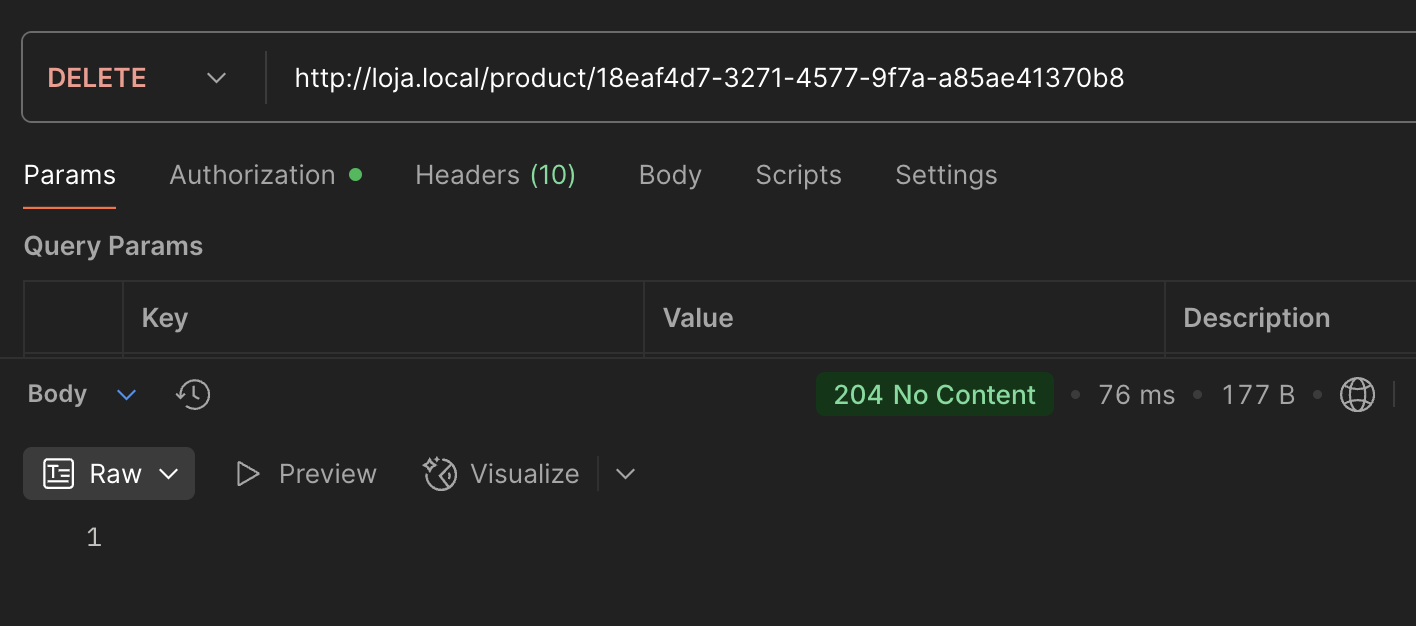 DELETE http://loja.local/product/18eaf4d7-3271-4577-9f7a-a85ae41370b8
Params Authorization Headers (10) Body Scripts Settings
Query Params
Key Value Description
Body 204 No Content • 76 ms • 177 B •
Raw Preview Visualize
1